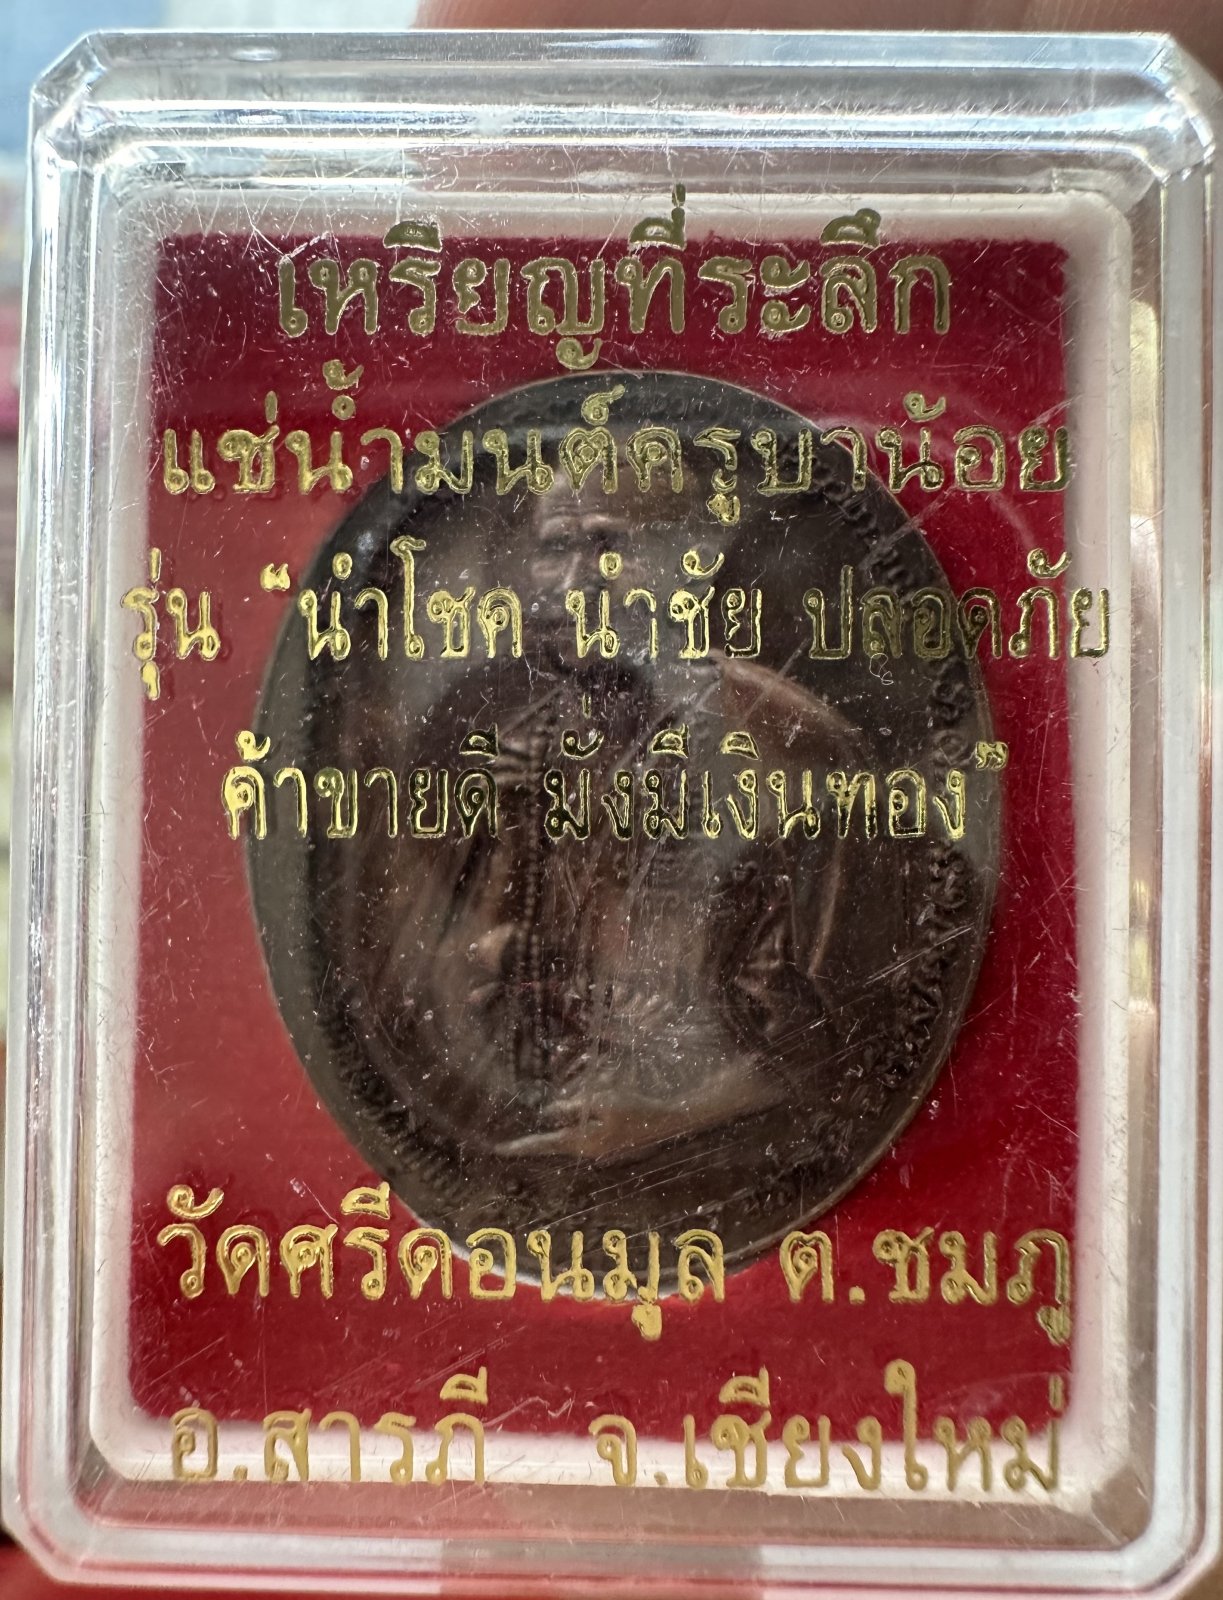 เหรียญที่ระลึก
แช่น้ำมนต์ครูบาน้อย
รุ่น “นำโชค นำชัย ปลอดภัย
ค้าขายดี มั่งมีเงินทอง”
วัดศรีดอนมูล ต.ชมภู
อ.สารภี จ.เชียงใหม่